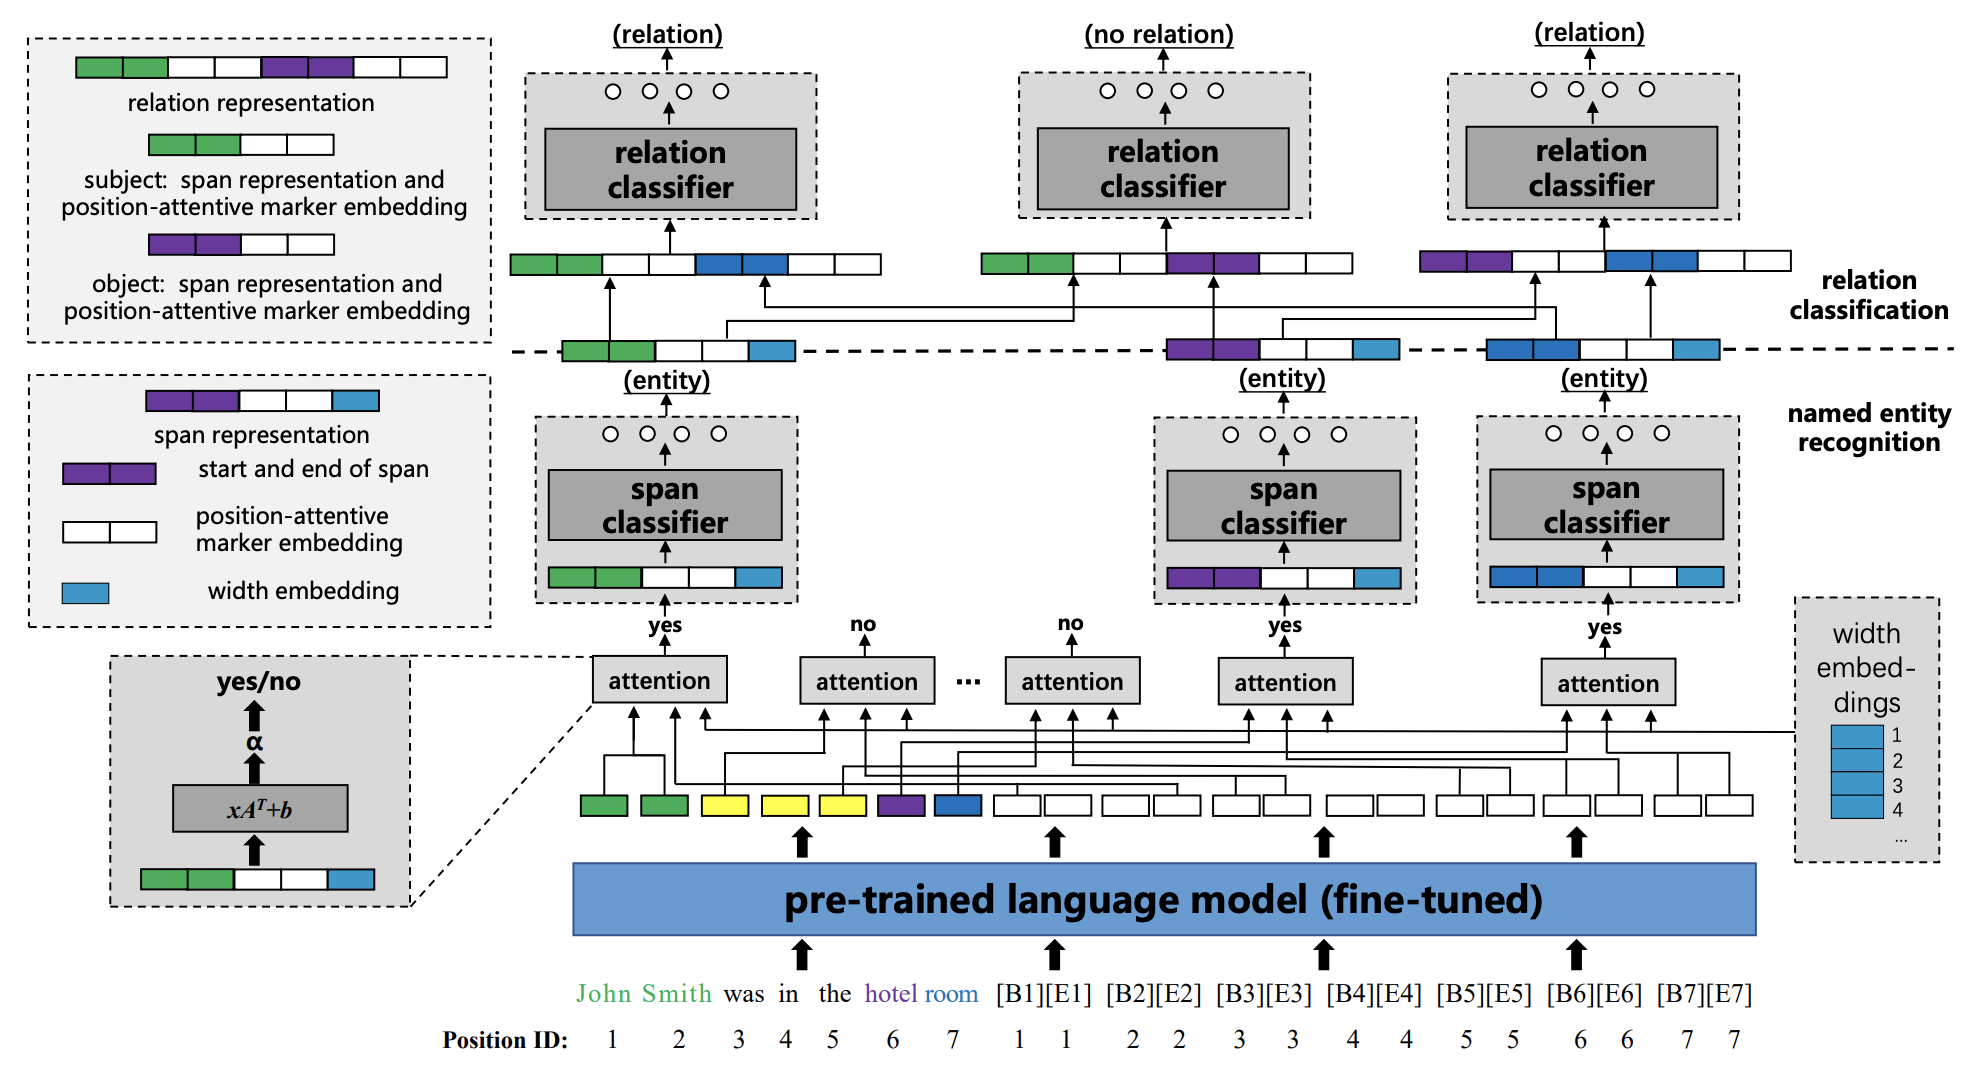 relation representation
subject: span representation and
position-attentive marker embedding
object: span representation and
position-attentive marker embedding
span representation
start and end of span
position-attentive
marker embedding
width embedding
yes/no
α
xAᵀ+b
(relation)
(no relation)
(relation)
relation
classifier
relation
classifier
relation
classifier
relation
classification
(entity)
(entity)
(entity)
named entity
recognition
span
classifier
span
classifier
span
classifier
yes
no
no
yes
yes
attention
attention
...
attention
attention
attention
width
embed-
dings
1
2
3
4
...
pre-trained language model (fine-tuned)
John Smith was in the hotel room [B1][E1] [B2][E2] [B3][E3] [B4][E4] [B5][E5] [B6][E6] [B7][E7]
Position ID: 1 2 3 4 5 6 7 1 1 2 2 3 3 4 4 5 5 6 6 7 7